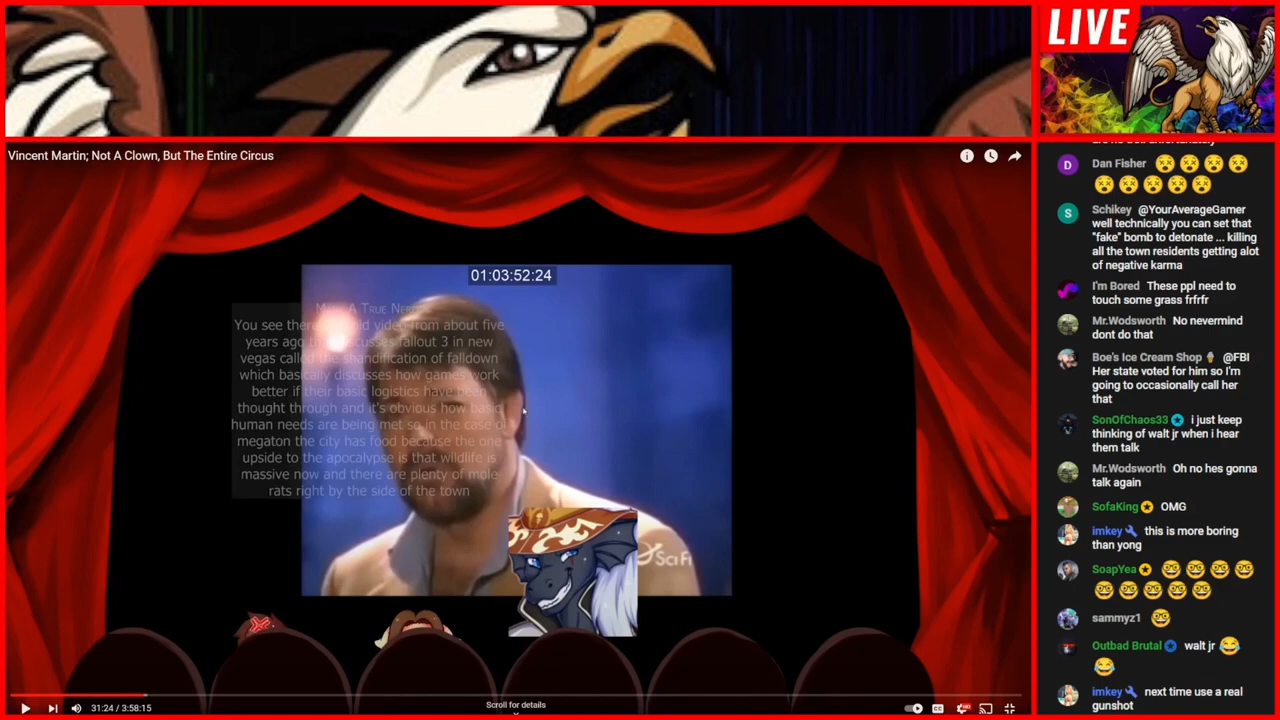 LIVE
Vincent Martin; Not A Clown, But The Entire Circus
01:03:52:24
A True
You see there old video from about five
years ago discusses fallout 3 in new
vegas called the shandification of falldown
which basically discusses how games work
better if their basic logistics have been
thought through and it's obvious how basic
human needs are being met so in the case of
megaton the city has food because the one
upside to the apocalypse is that wildlife is
massive now and there are plenty of mole
rats right by the side of the town
SciFi
31:24 / 3:58:15
Scroll for details
CC
Dan Fisher
Schikey @YourAverageGamer
well technically you can set that
"fake" bomb to detonate ... killing
all the town residents getting alot
of negative karma
I'm Bored These ppl need to
touch some grass frfrfr
Mr.Wodsworth No nevermind
dont do that
Boe's Ice Cream Shop @FBI
Her state voted for him so I'm
going to occasionally call her
that
SonOfChaos33 i just keep
thinking of walt jr when i hear
them talk
Mr.Wodsworth Oh no hes gonna
talk again
SofaKing OMG
imkey this is more boring
than yong
SoapYea
sammyz1
Outbad Brutal walt jr 😂
😂
imkey next time use a real
gunshot